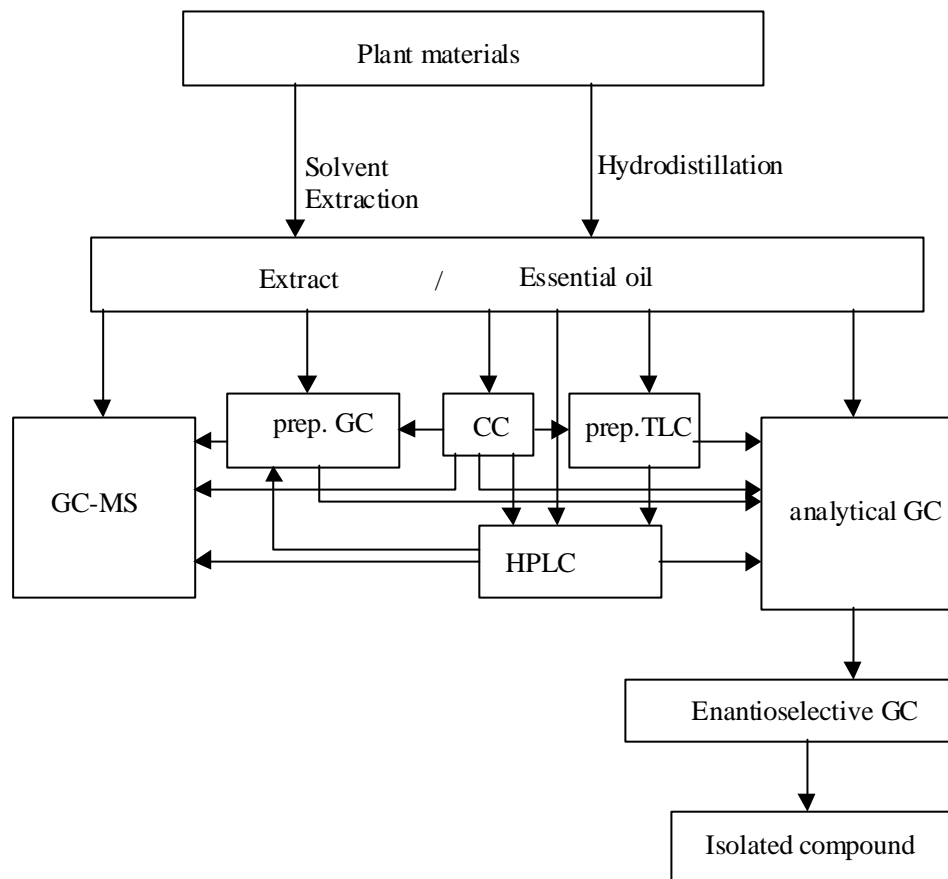 Plant materials
Solvent
Extraction
Hydrodistillation
Extract / Essential oil
prep. GC
CC
prep.TLC
GC-MS
analytical GC
HPLC
Enantioselective GC
Isolated compound